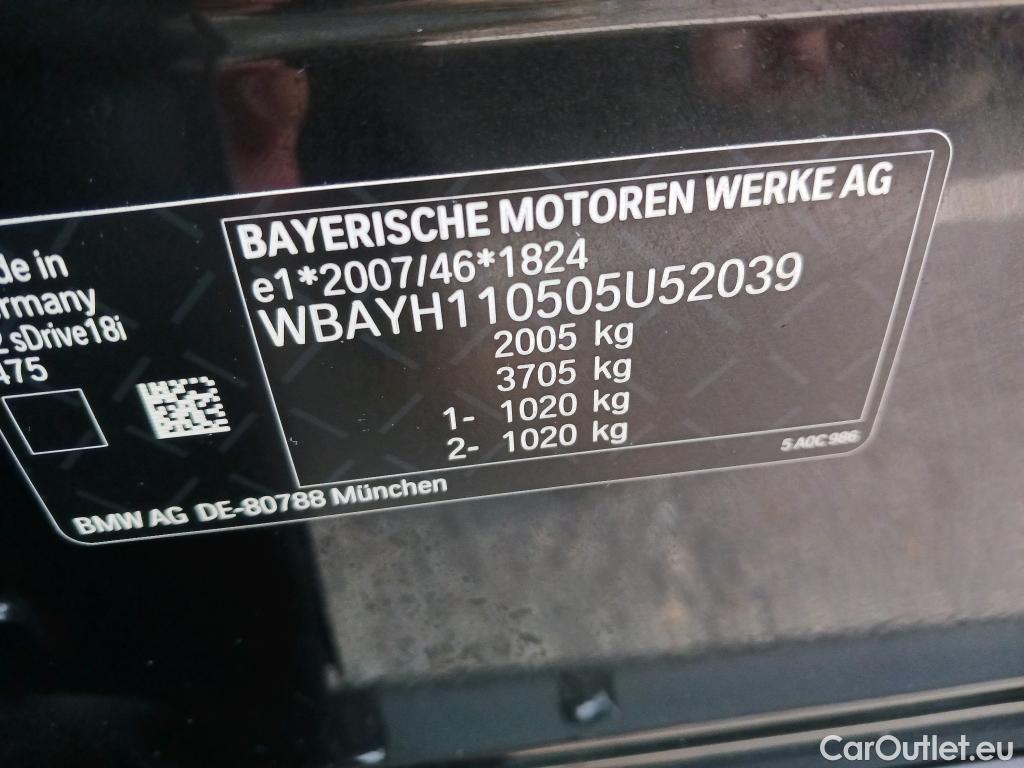 BAYERISCHE MOTOREN WERKE AG
e1*2007/46*1824
WBAYH110505U52039
2005 kg
3705 kg
1- 1020 kg
2- 1020 kg
5 A0C 986
de in
ermany
2 sDrive18i
475
BMW AG DE-80788 München
CarOutlet.eu